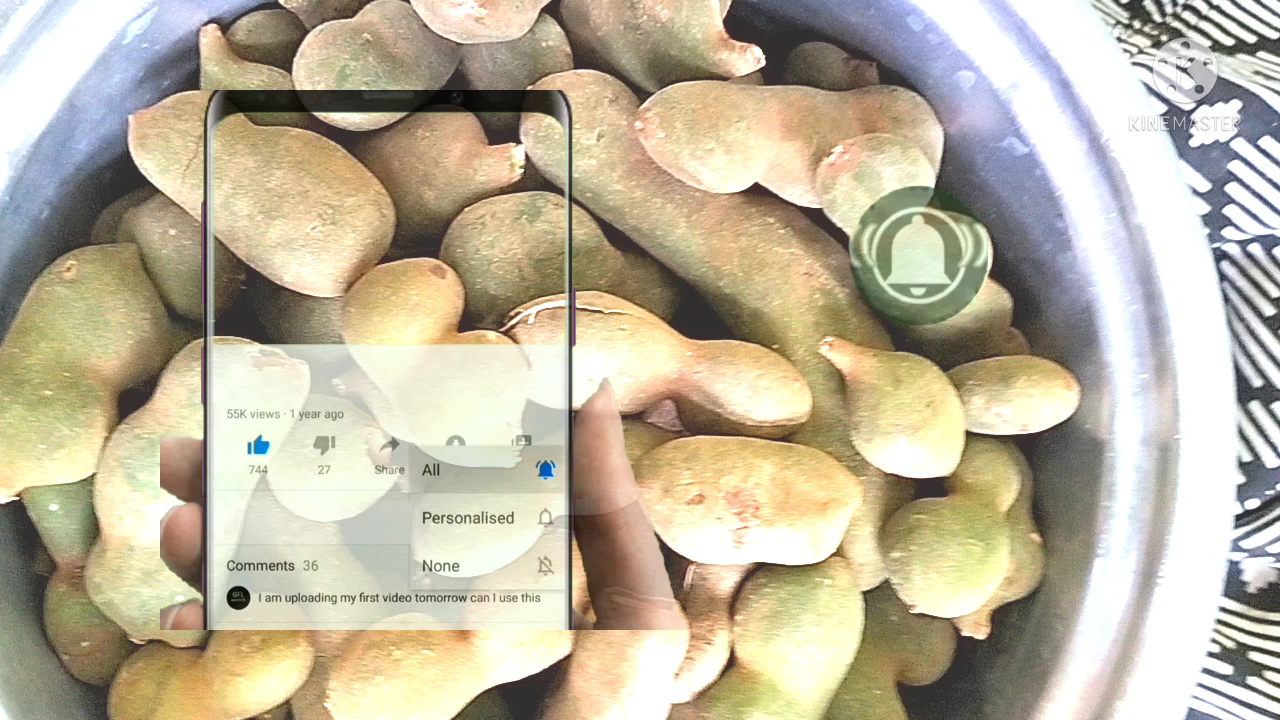 KINEMASTER
55K views · 1 year ago
744
27
Share
All
Personalised
Comments 36
None
GFL
I am uploading my first video tomorrow can I use this